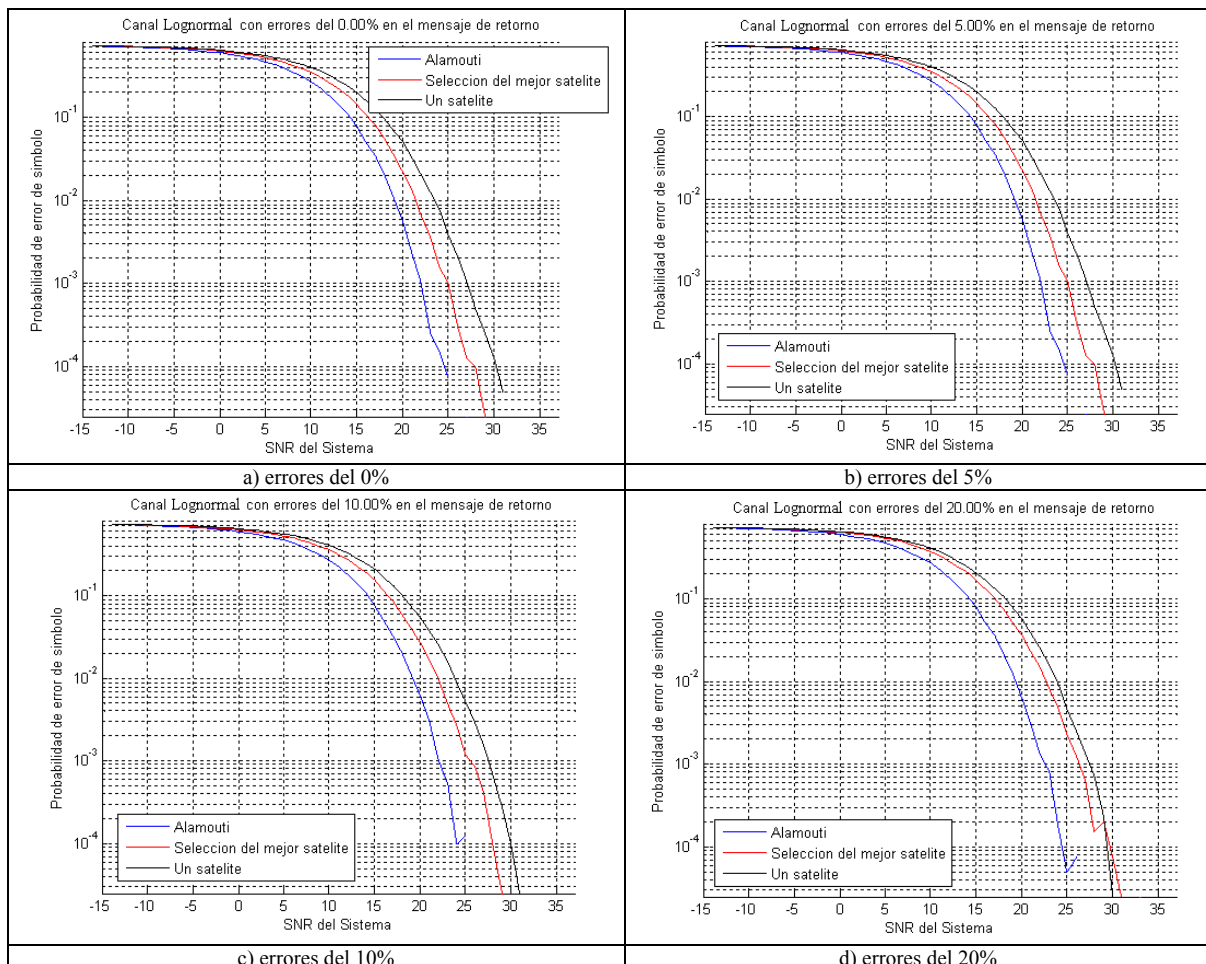 Canal Lognormal con errores del 0.00% en el mensaje de retorno
Alamouti
Seleccion del mejor satelite
Un satelite
Probabilidad de error de simbolo
10^-1
10^-2
10^-3
10^-4
-15 -10 -5 0 5 10 15 20 25 30 35
SNR del Sistema
a) errores del 0%
Canal Lognormal con errores del 5.00% en el mensaje de retorno
Probabilidad de error de simbolo
10^-1
10^-2
10^-3
10^-4
Alamouti
Seleccion del mejor satelite
Un satelite
-15 -10 -5 0 5 10 15 20 25 30 35
SNR del Sistema
b) errores del 5%
Canal Lognormal con errores del 10.00% en el mensaje de retorno
Probabilidad de error de simbolo
10^-1
10^-2
10^-3
10^-4
Alamouti
Seleccion del mejor satelite
Un satelite
-15 -10 -5 0 5 10 15 20 25 30 35
SNR del Sistema
c) errores del 10%
Canal Lognormal con errores del 20.00% en el mensaje de retorno
Probabilidad de error de simbolo
10^-1
10^-2
10^-3
10^-4
Alamouti
Seleccion del mejor satelite
Un satelite
-15 -10 -5 0 5 10 15 20 25 30 35
SNR del Sistema
d) errores del 20%